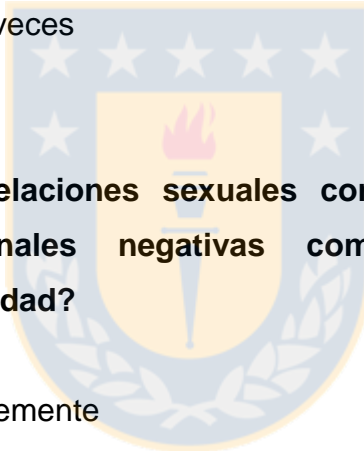 veces
elaciones sexuales con
nales negativas com
dad?
emente